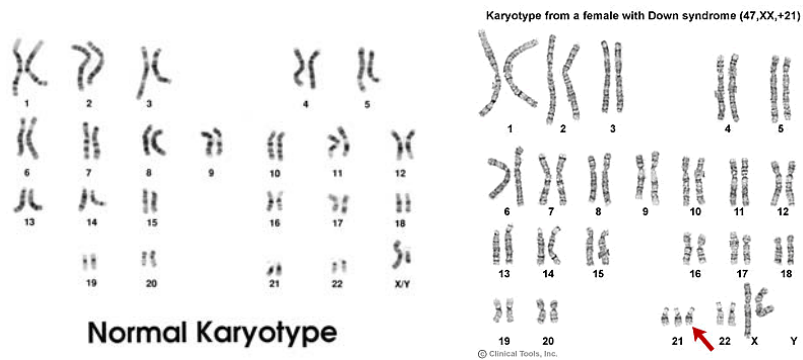 1 2 3 4 5
6 7 8 9 10 11 12
13 14 15 16 17 18
19 20 21 22 X/Y
Normal Karyotype
Karyotype from a female with Down syndrome (47,XX,+21)
1 2 3 4 5
6 7 8 9 10 11 12
13 14 15 16 17 18
19 20 21 22 X Y
© Clinical Tools, Inc.